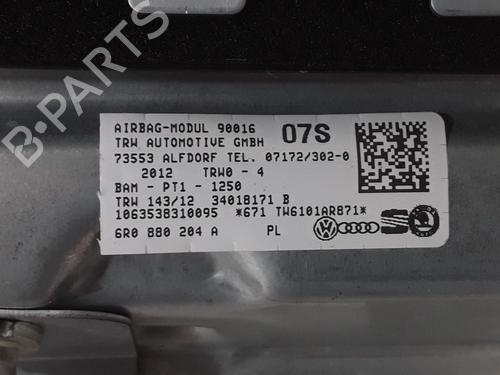 AIRBAG-MODUL 90016 07S
TRW AUTOMOTIVE GMBH
73553 ALFDORF TEL. 07172/302-0
2012 TRW0 - 4
BAM - PT1 - 1250
TRW 143/12 34018171 B
1063538310095 *671 TW6101AR871*
6R0 880 204 A PL
B-PARTS